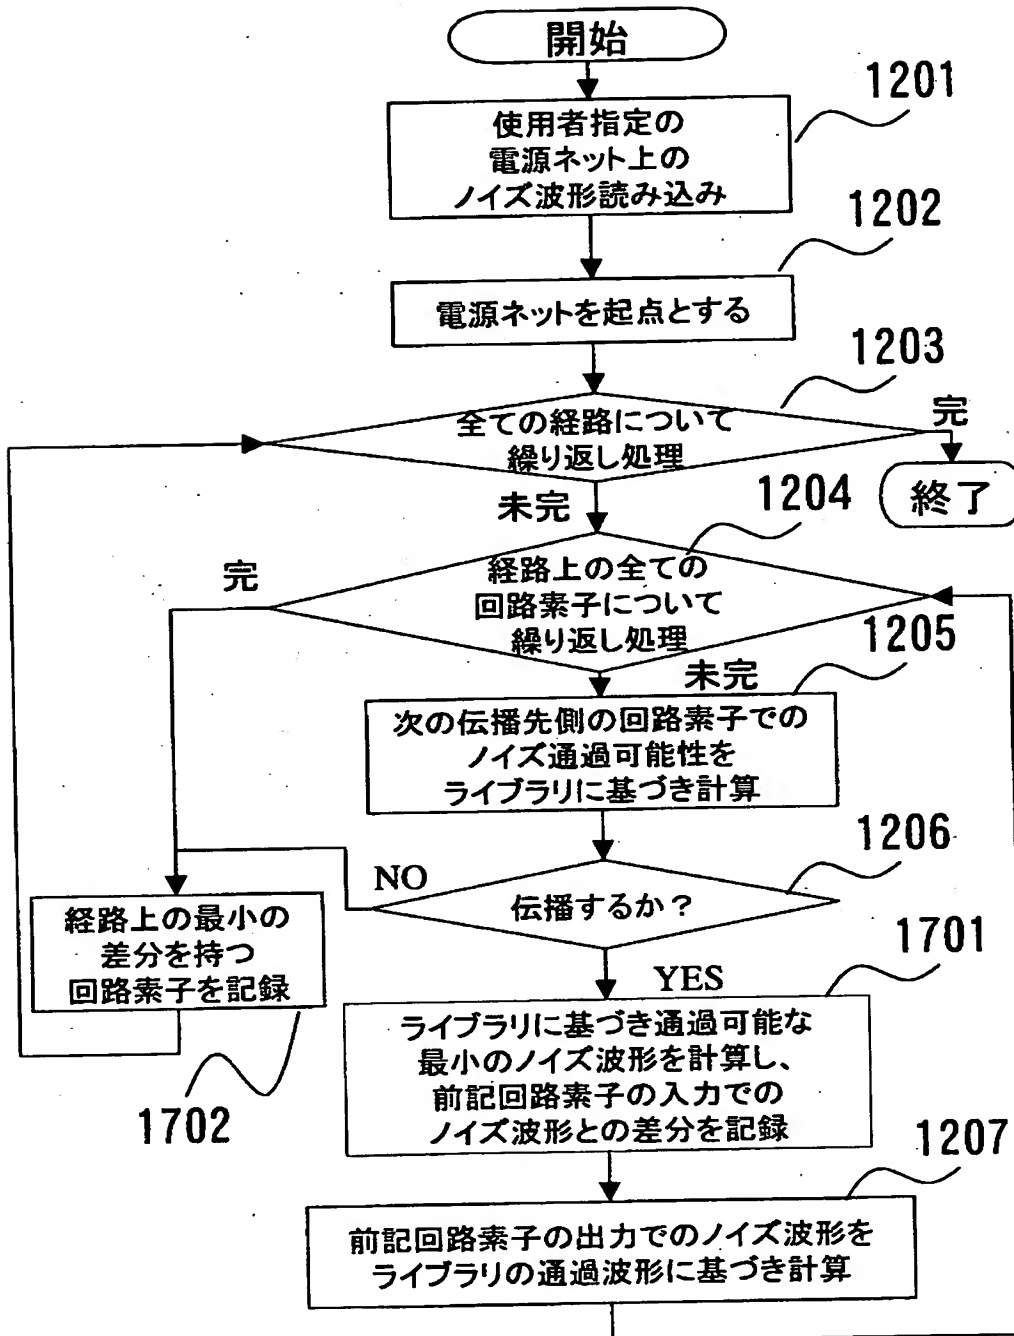 開始
1201
使用者指定の
電源ネット上の
ノイズ波形読み込み
1202
電源ネットを起点とする
1203
全ての経路について
繰り返し処理
完
終了
未完
1204
経路上の全ての
回路素子について
繰り返し処理
完
1205
未完
次の伝播先側の回路素子での
ノイズ通過可能性を
ライブラリに基づき計算
1206
NO
伝播するか？
経路上の最小の
差分を持つ
回路素子を記録
1702
YES
1701
ライブラリに基づき通過可能な
最小のノイズ波形を計算し、
前記回路素子の入力での
ノイズ波形との差分を記録
1207
前記回路素子の出力でのノイズ波形を
ライブラリの通過波形に基づき計算